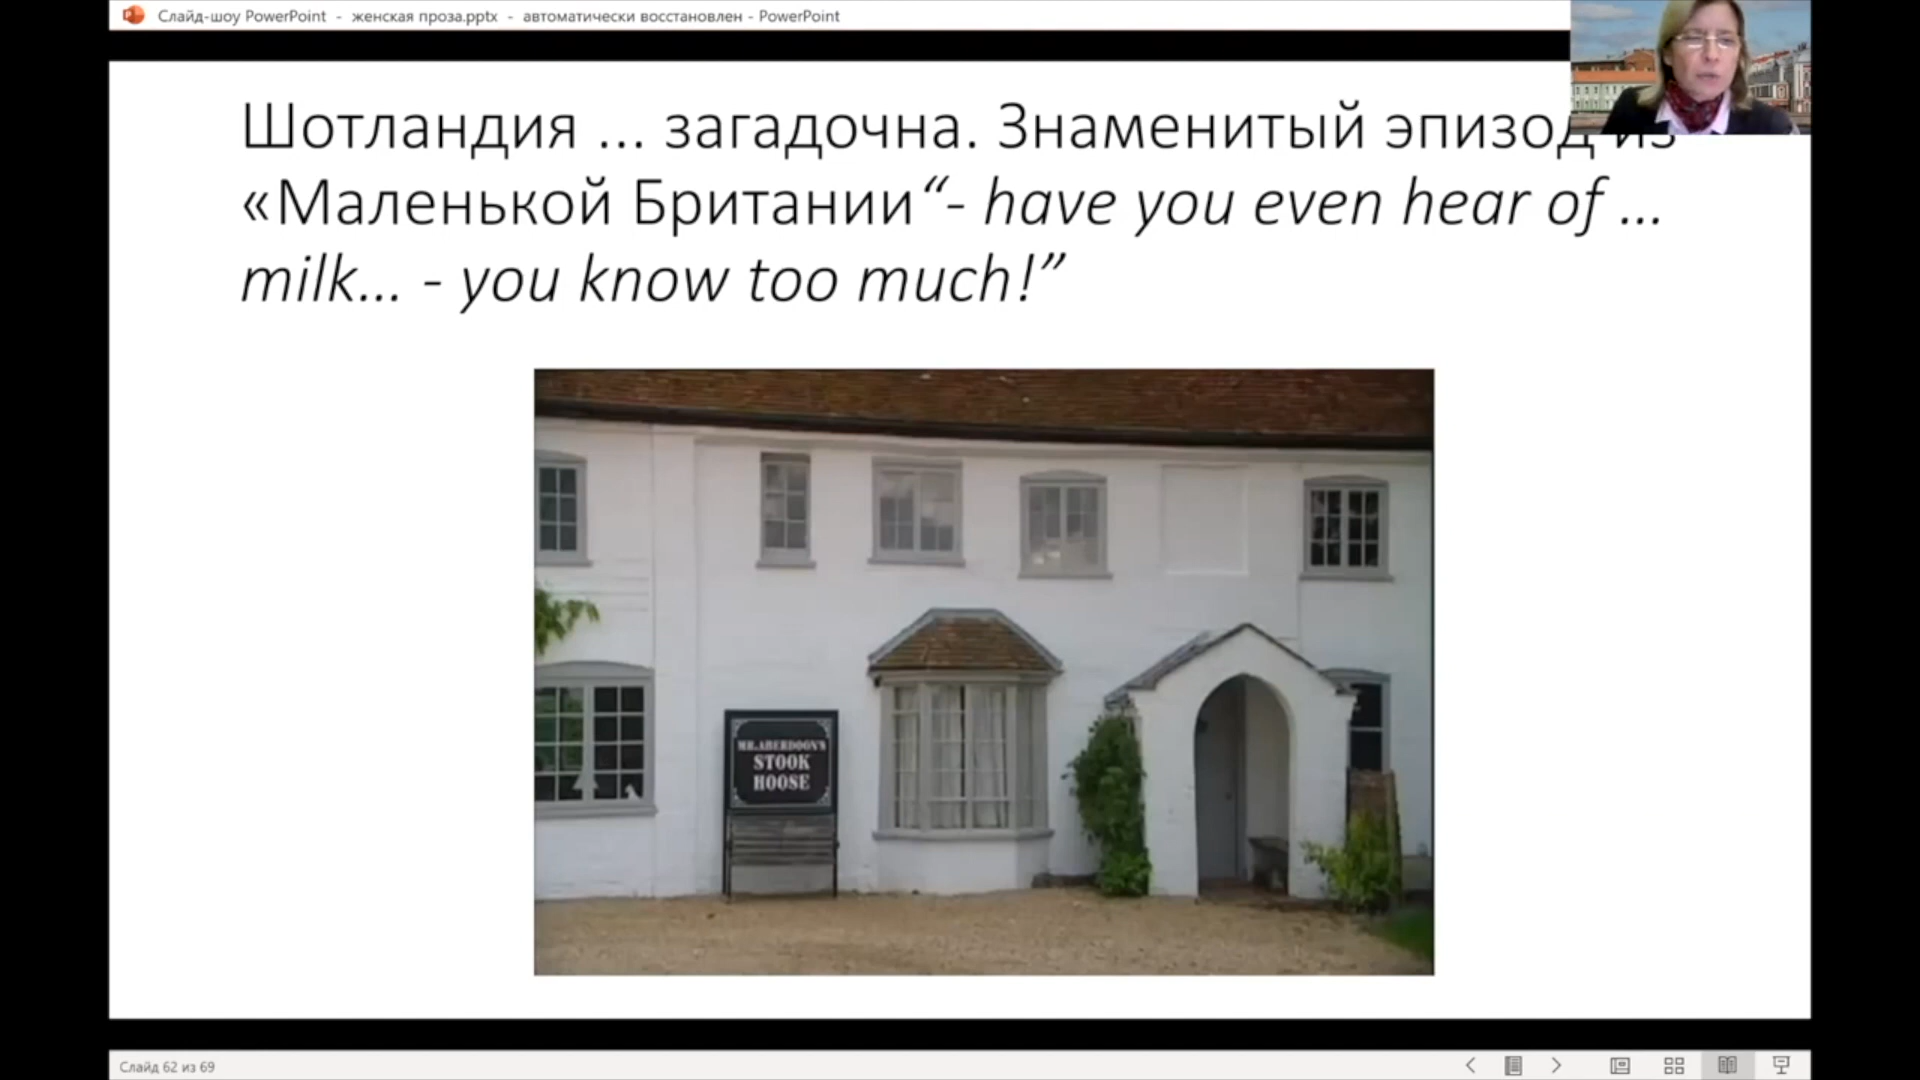 Слайд-шоу PowerPoint - женская проза.pptx - автоматически восстановлен - PowerPoint
Шотландия ... загадочна. Знаменитый эпизод из
«Маленькой Британии“- have you even hear of ...
milk... - you know too much!”
MR.ABERDOON'S
STOOK
HOOSE
Слайд 62 из 69